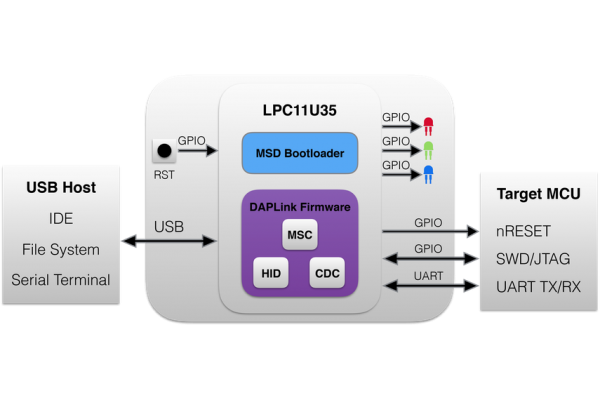 LPC11U35
GPIO
RST
MSD Bootloader
GPIO
GPIO
GPIO
USB Host
IDE
File System
Serial Terminal
USB
DAPLink Firmware
MSC
HID
CDC
GPIO
GPIO
UART
Target MCU
nRESET
SWD/JTAG
UART TX/RX